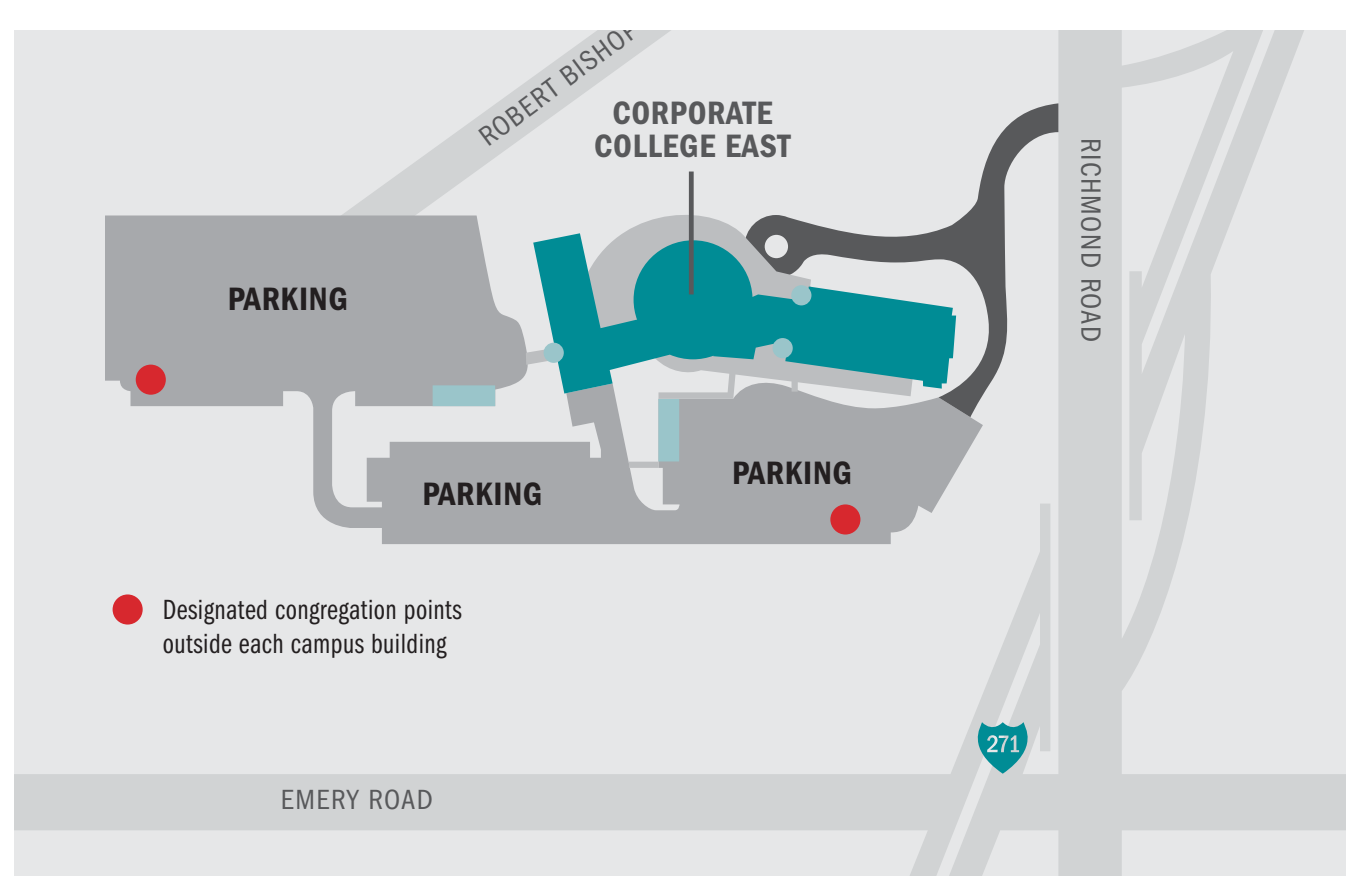 ROBERT BISHOP
CORPORATE
COLLEGE EAST
RICHMOND ROAD
PARKING
PARKING
PARKING
Designated congregation points
outside each campus building
271
EMERY ROAD